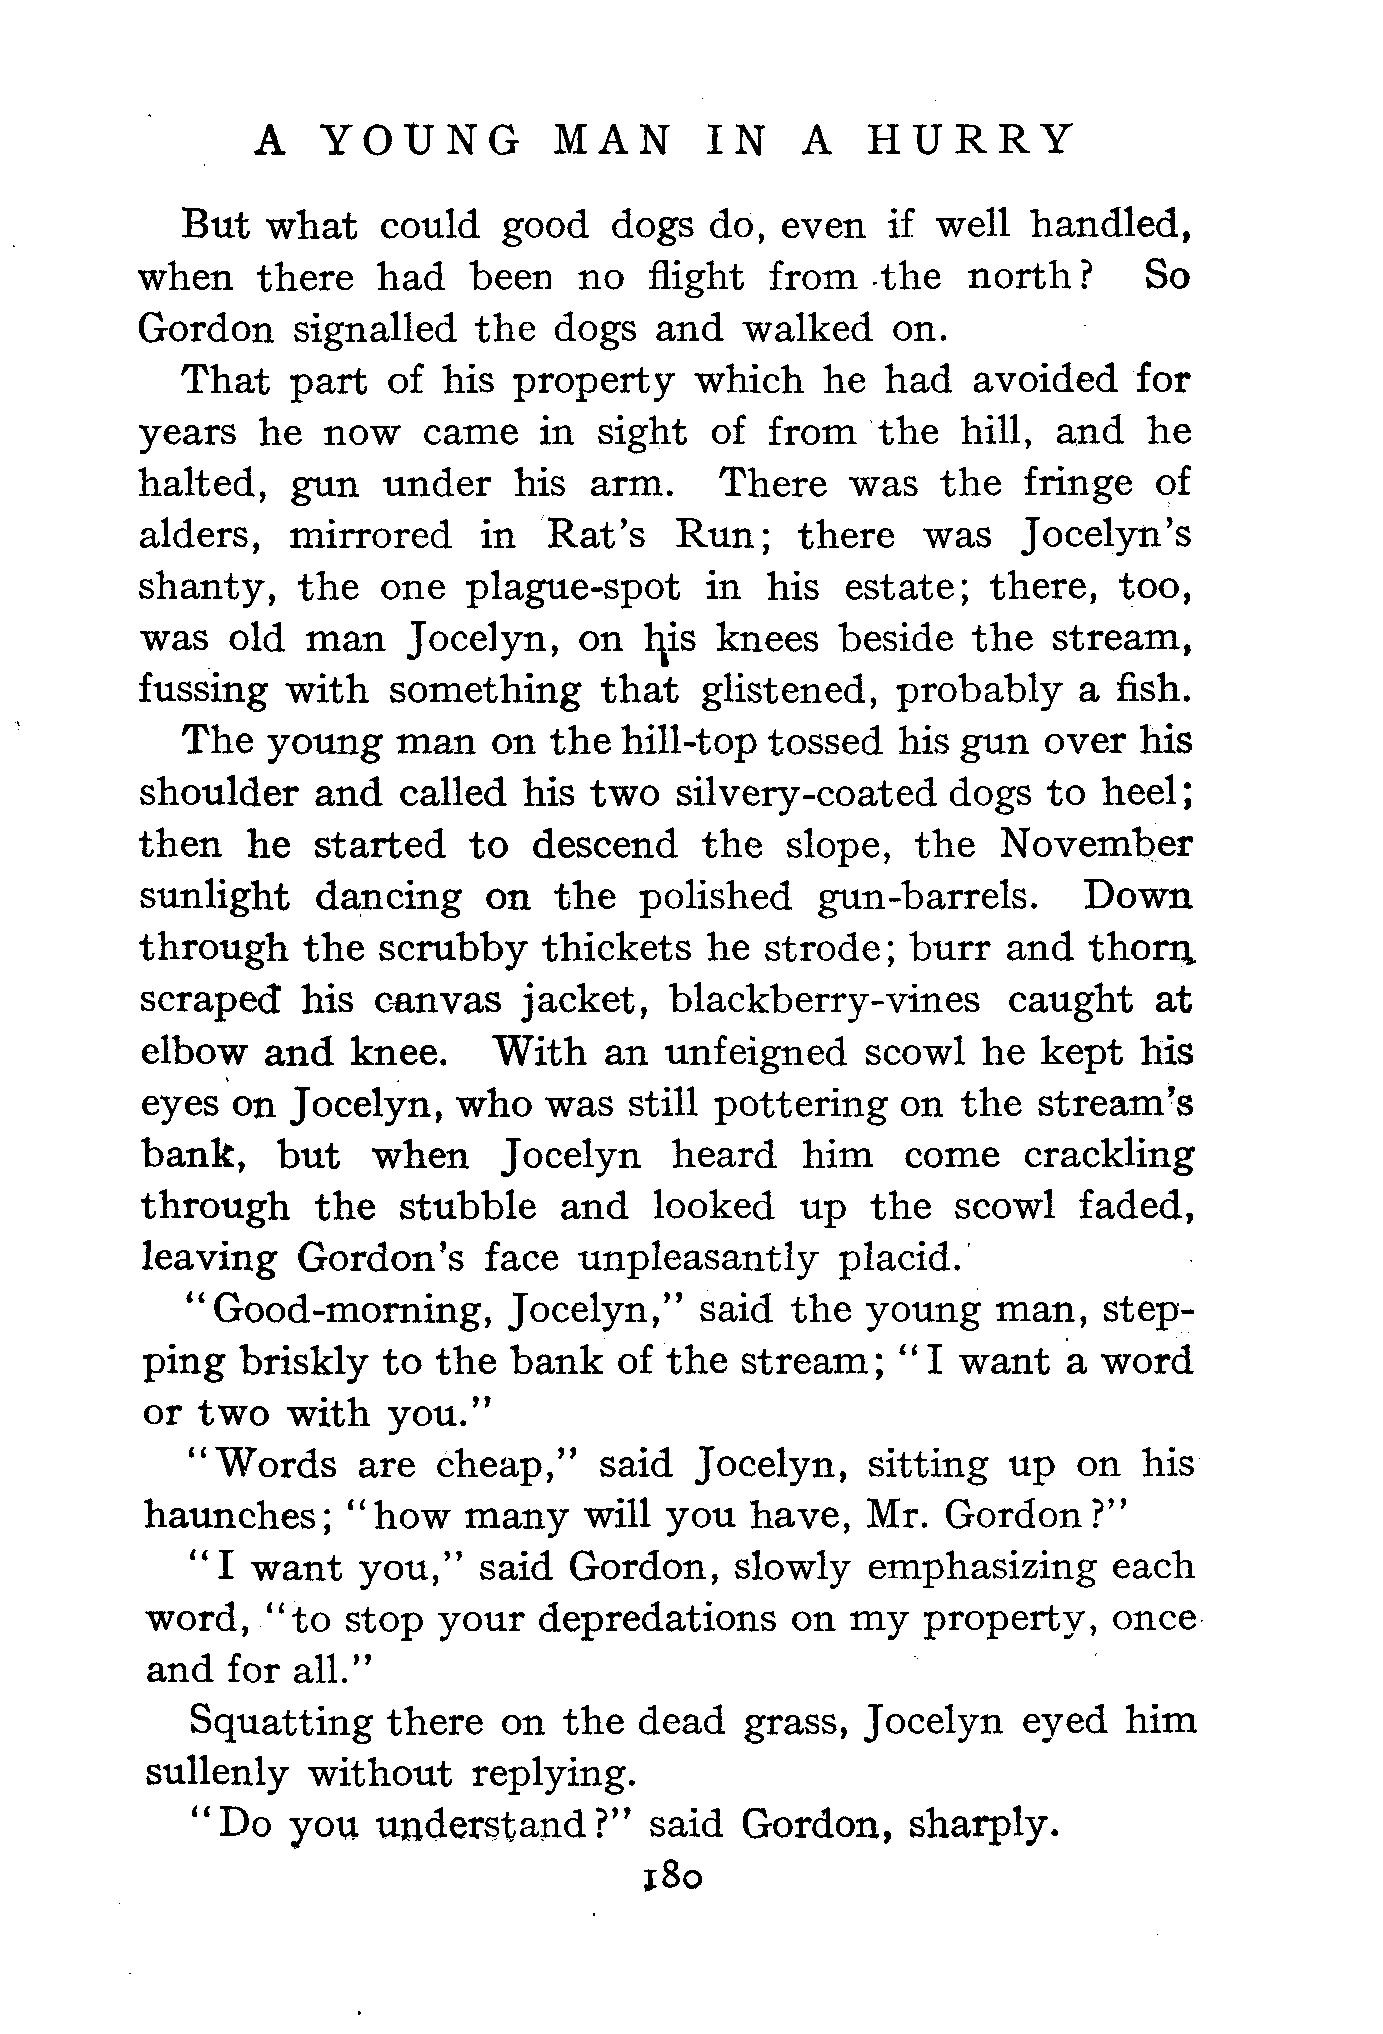 A YOUNG MAN IN A HURRY
But what could good dogs do, even if well handled,
when there had been no flight from the north? So
Gordon signalled the dogs and walked on.
That part of his property which he had avoided for
years he now came in sight of from the hill, and he
halted, gun under his arm. There was the fringe of
alders, mirrored in Rat's Run; there was Jocelyn's
shanty, the one plague-spot in his estate; there, too,
was old man Jocelyn, on his knees beside the stream,
fussing with something that glistened, probably a fish.
The young man on the hill-top tossed his gun over his
shoulder and called his two silvery-coated dogs to heel;
then he started to descend the slope, the November
sunlight dancing on the polished gun-barrels. Down
through the scrubby thickets he strode; burr and thorn
scraped his canvas jacket, blackberry-vines caught at
elbow and knee. With an unfeigned scowl he kept his
eyes on Jocelyn, who was still pottering on the stream's
bank, but when Jocelyn heard him come crackling
through the stubble and looked up the scowl faded,
leaving Gordon's face unpleasantly placid.
"Good-morning, Jocelyn," said the young man, step-
ping briskly to the bank of the stream; "I want a word
or two with you."
"Words are cheap," said Jocelyn, sitting up on his
haunches; "how many will you have, Mr. Gordon?"
"I want you," said Gordon, slowly emphasizing each
word, "to stop your depredations on my property, once
and for all."
Squatting there on the dead grass, Jocelyn eyed him
sullenly without replying.
"Do you understand?" said Gordon, sharply.
180